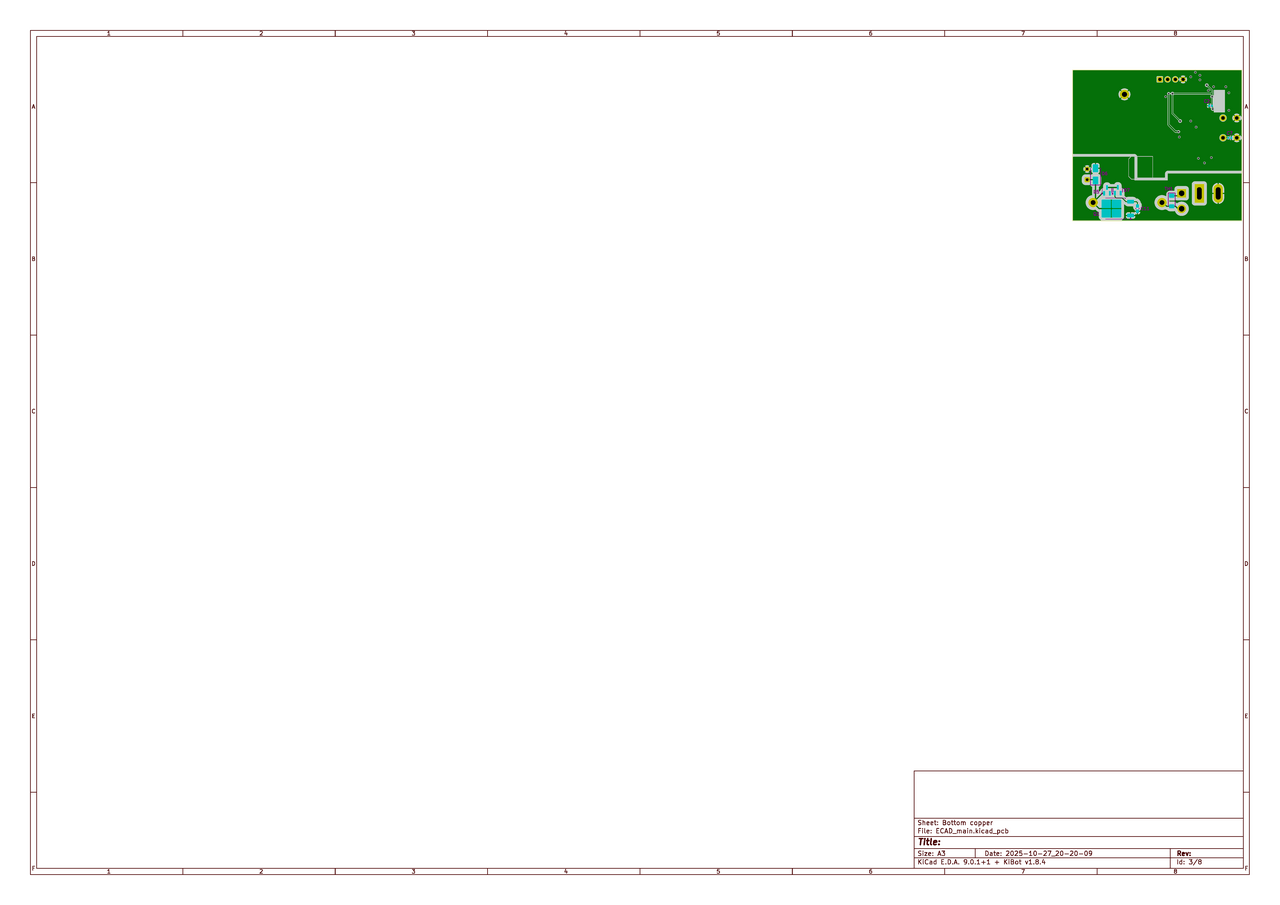 1 2 3 4 5 6 7 8
A A
B B
C C
D D
E E
Sheet: Bottom copper
File: ECAD_main.kicad_pcb
Title:
Size: A3 Date: 2025-10-27_20-20-09 Rev:
KiCad E.D.A. 9.0.1+1 + KiBot v1.8.4 Id: 3/8
F F
1 2 3 4 5 6 7 8